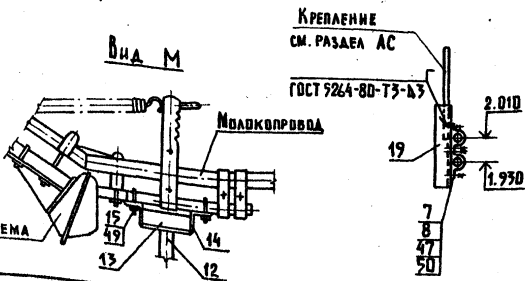 Вид М
Крепление
см. раздел АС
ГОСТ 5264-80-Т3-Δ3
Молокопровод
2.010
19
1.930
ЕМА
15
49
14
13
12
7
8
47
50